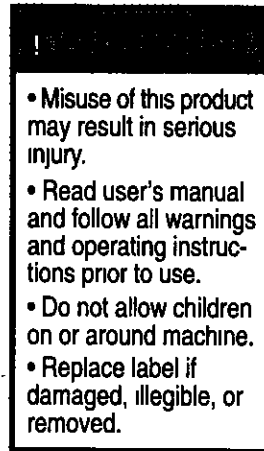 • Misuse of this product
may result in serious
injury.
• Read user's manual
and follow all warnings
and operating instruc-
tions prior to use.
• Do not allow children
on or around machine.
• Replace label if
damaged, illegible, or
removed.